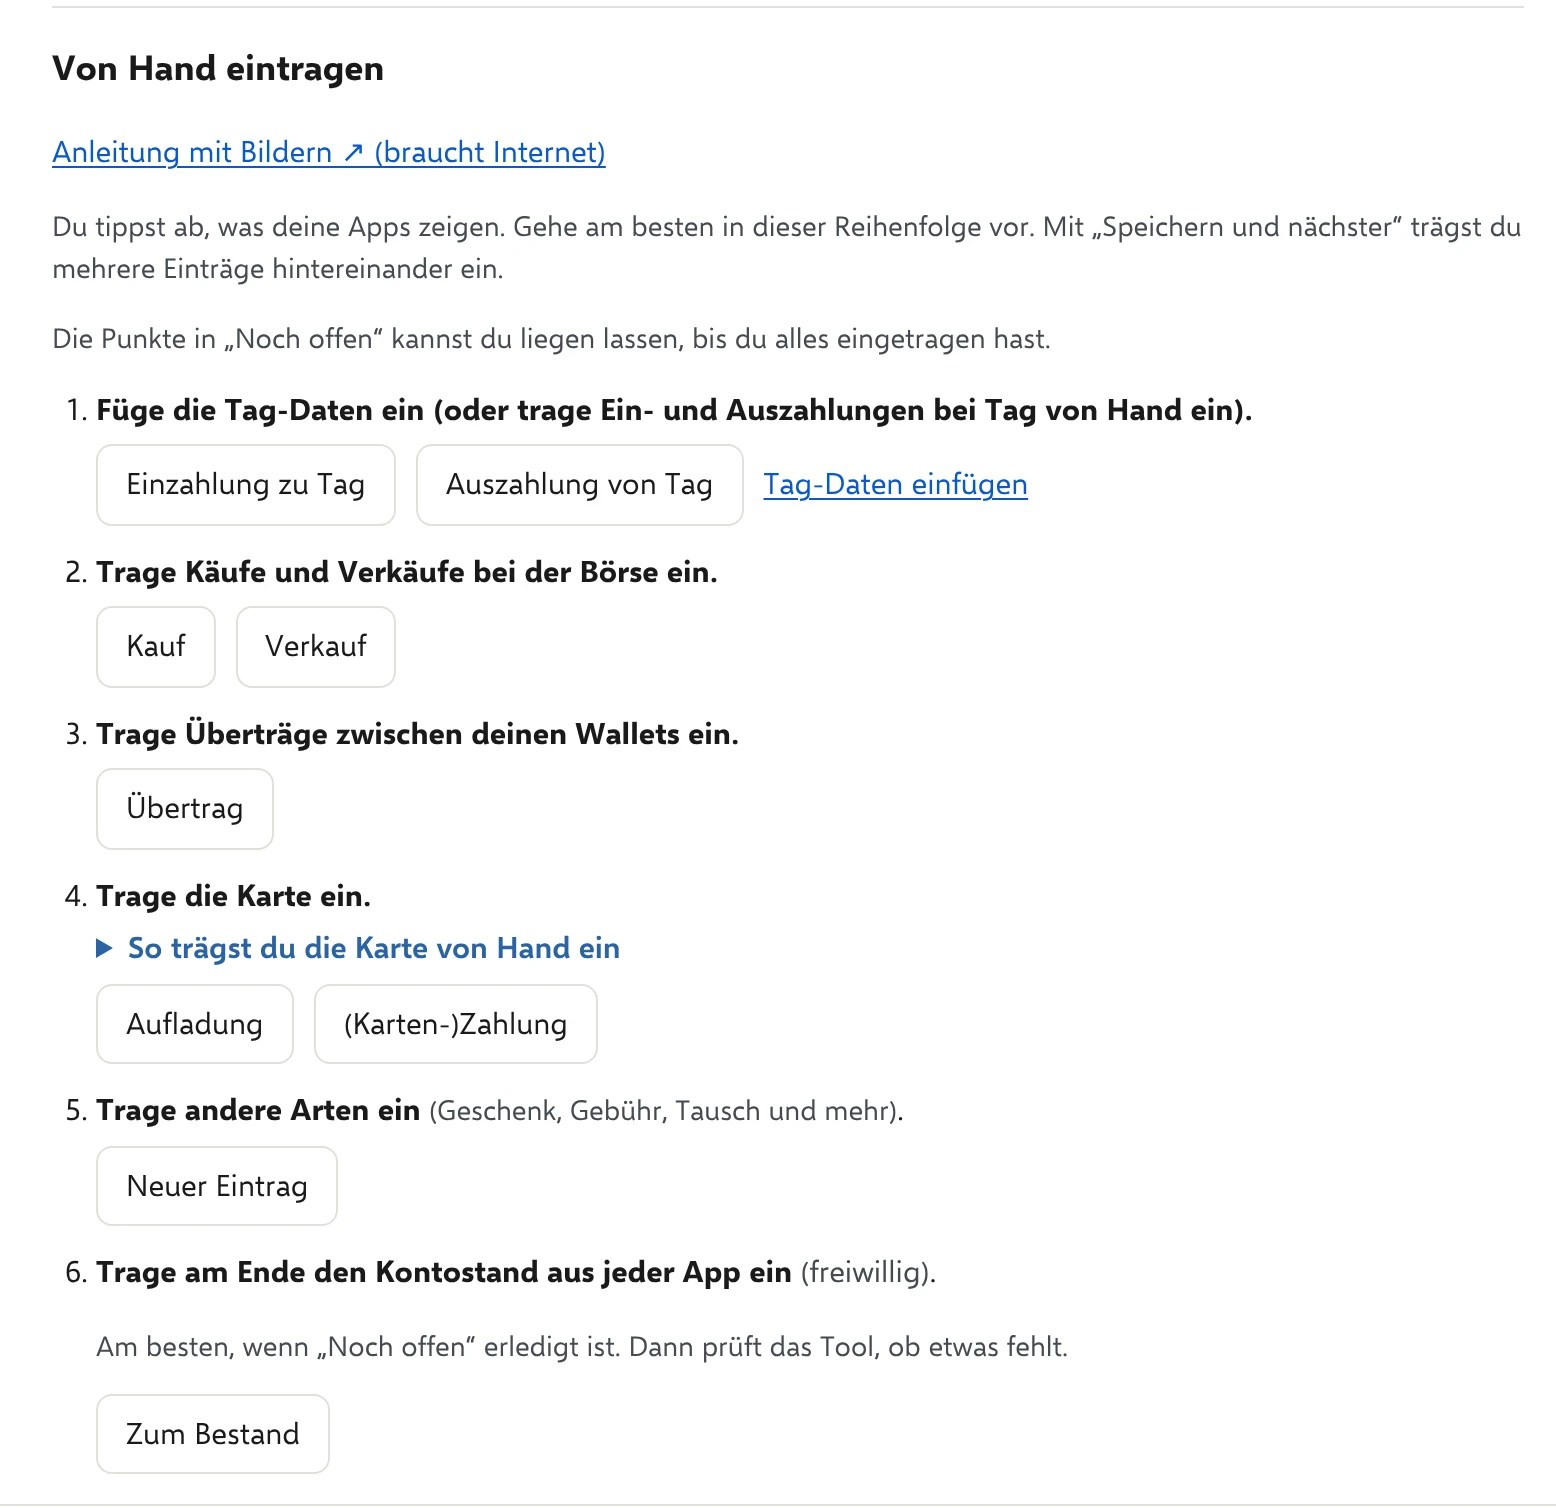 Von Hand eintragen
Anleitung mit Bildern ↗ (braucht Internet)
Du tippst ab, was deine Apps zeigen. Gehe am besten in dieser Reihenfolge vor. Mit „Speichern und nächster“ trägst du
mehrere Einträge hintereinander ein.
Die Punkte in „Noch offen“ kannst du liegen lassen, bis du alles eingetragen hast.
1. Füge die Tag-Daten ein (oder trage Ein- und Auszahlungen bei Tag von Hand ein).
Einzahlung zu Tag Auszahlung von Tag Tag-Daten einfügen
2. Trage Käufe und Verkäufe bei der Börse ein.
Kauf Verkauf
3. Trage Überträge zwischen deinen Wallets ein.
Übertrag
4. Trage die Karte ein.
▶ So trägst du die Karte von Hand ein
Aufladung (Karten-)Zahlung
5. Trage andere Arten ein (Geschenk, Gebühr, Tausch und mehr).
Neuer Eintrag
6. Trage am Ende den Kontostand aus jeder App ein (freiwillig).
Am besten, wenn „Noch offen“ erledigt ist. Dann prüft das Tool, ob etwas fehlt.
Zum Bestand